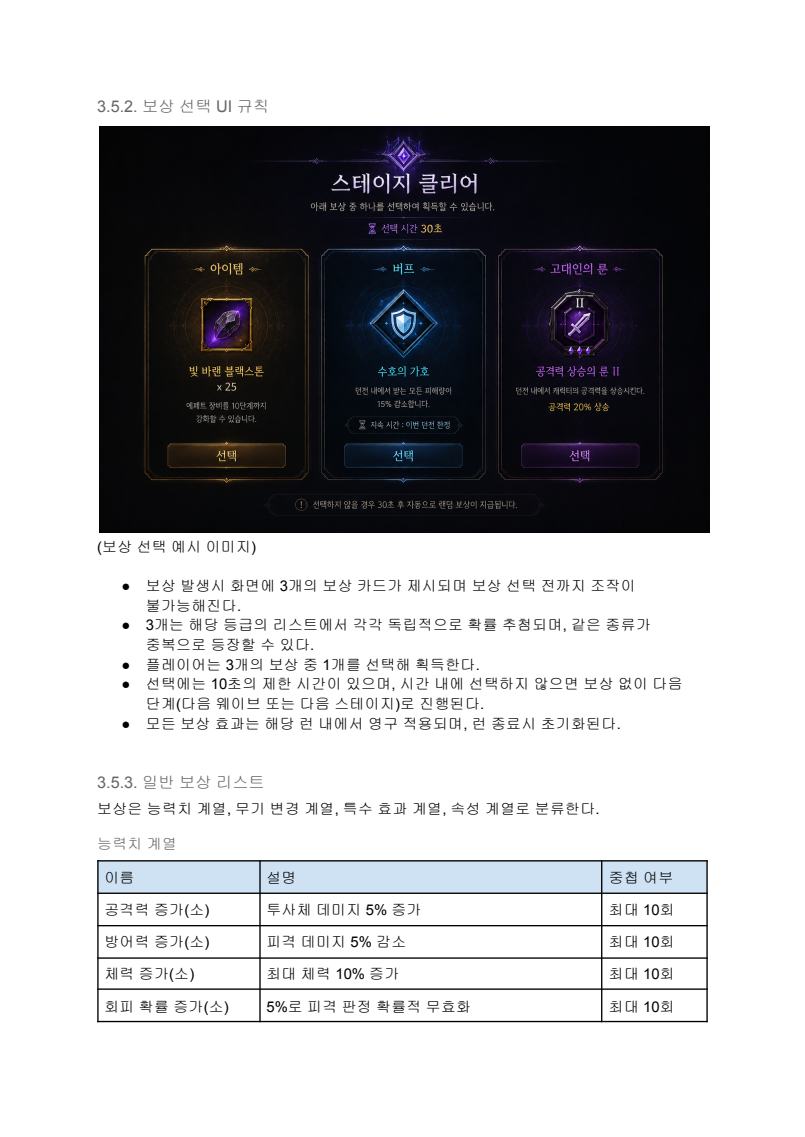 3.5.2. 보상 선택 UI 규칙
스테이지 클리어
아래 보상 중 하나를 선택하여 획득할 수 있습니다.
선택 시간 30초
아이템
빛 바랜 블랙스톤
x 25
에페트 장비를 10단계까지
강화할 수 있습니다.
선택
버프
수호의 가호
던전 내에서 받는 모든 피해량이
15% 감소합니다.
지속 시간 : 이번 던전 한정
선택
고대인의 룬
II
공격력 상승의 룬 II
던전 내에서 캐릭터의 공격력을 상승시킨다.
공격력 20% 상승
선택
! 선택하지 않을 경우 30초 후 자동으로 랜덤 보상이 지급됩니다.
(보상 선택 예시 이미지)
● 보상 발생시 화면에 3개의 보상 카드가 제시되며 보상 선택 전까지 조작이
불가능해진다.
● 3개는 해당 등급의 리스트에서 각각 독립적으로 확률 추첨되며, 같은 종류가
중복으로 등장할 수 있다.
● 플레이어는 3개의 보상 중 1개를 선택해 획득한다.
● 선택에는 10초의 제한 시간이 있으며, 시간 내에 선택하지 않으면 보상 없이 다음
단계(다음 웨이브 또는 다음 스테이지)로 진행된다.
● 모든 보상 효과는 해당 런 내에서 영구 적용되며, 런 종료시 초기화된다.
3.5.3. 일반 보상 리스트
보상은 능력치 계열, 무기 변경 계열, 특수 효과 계열, 속성 계열로 분류한다.
능력치 계열
이름 설명 중첩 여부
공격력 증가(소) 투사체 데미지 5% 증가 최대 10회
방어력 증가(소) 피격 데미지 5% 감소 최대 10회
체력 증가(소) 최대 체력 10% 증가 최대 10회
회피 확률 증가(소) 5%로 피격 판정 확률적 무효화 최대 10회